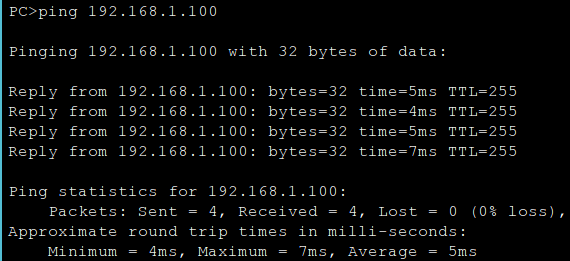 PC>ping 192.168.1.100
Pinging 192.168.1.100 with 32 bytes of data:
Reply from 192.168.1.100: bytes=32 time=5ms TTL=255
Reply from 192.168.1.100: bytes=32 time=4ms TTL=255
Reply from 192.168.1.100: bytes=32 time=5ms TTL=255
Reply from 192.168.1.100: bytes=32 time=7ms TTL=255
Ping statistics for 192.168.1.100:
    Packets: Sent = 4, Received = 4, Lost = 0 (0% loss),
Approximate round trip times in milli-seconds:
    Minimum = 4ms, Maximum = 7ms, Average = 5ms